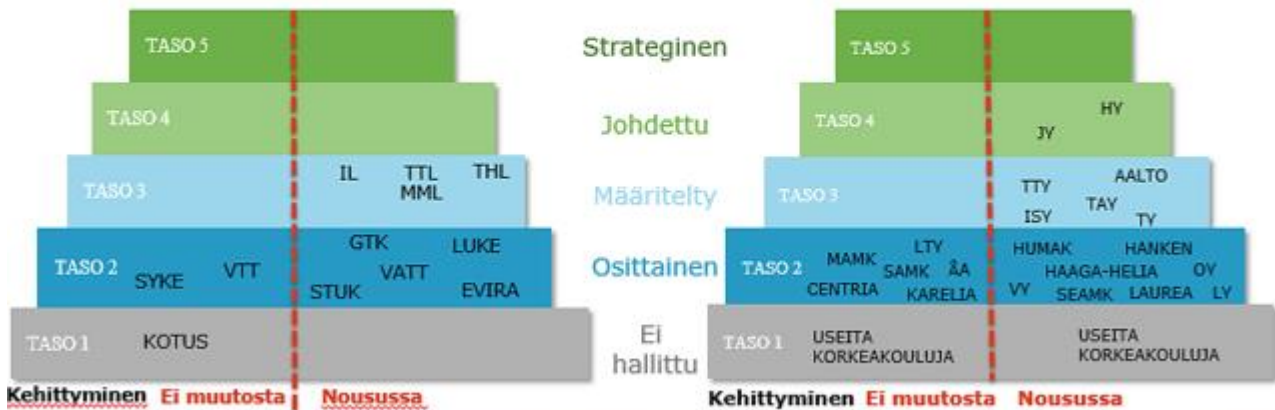 TASO 5
Strateginen
TASO 5
TASO 4
Johdettu
TASO 4
HY
JY
TASO 3
IL TTL THL
MML
Määritelty
TASO 3
TTY AALTO
TAY
ISY TY
TASO 2
GTK LUKE
SYKE VTT VATT
STUK EVIRA
Osittainen
TASO 2
MAMK LTY
SAMK ÅA
CENTRIA KARELIA
HUMAK HANKEN
HAAGA-HELIA OY
VY SEAMK LAUREA LY
TASO 1
KOTUS
Ei
hallittu
TASO 1
USEITA
KORKEAKOULUJA
USEITA
KORKEAKOULUJA
Kehittyminen Ei muutosta Nousussa
Kehittyminen Ei muutosta Nousussa